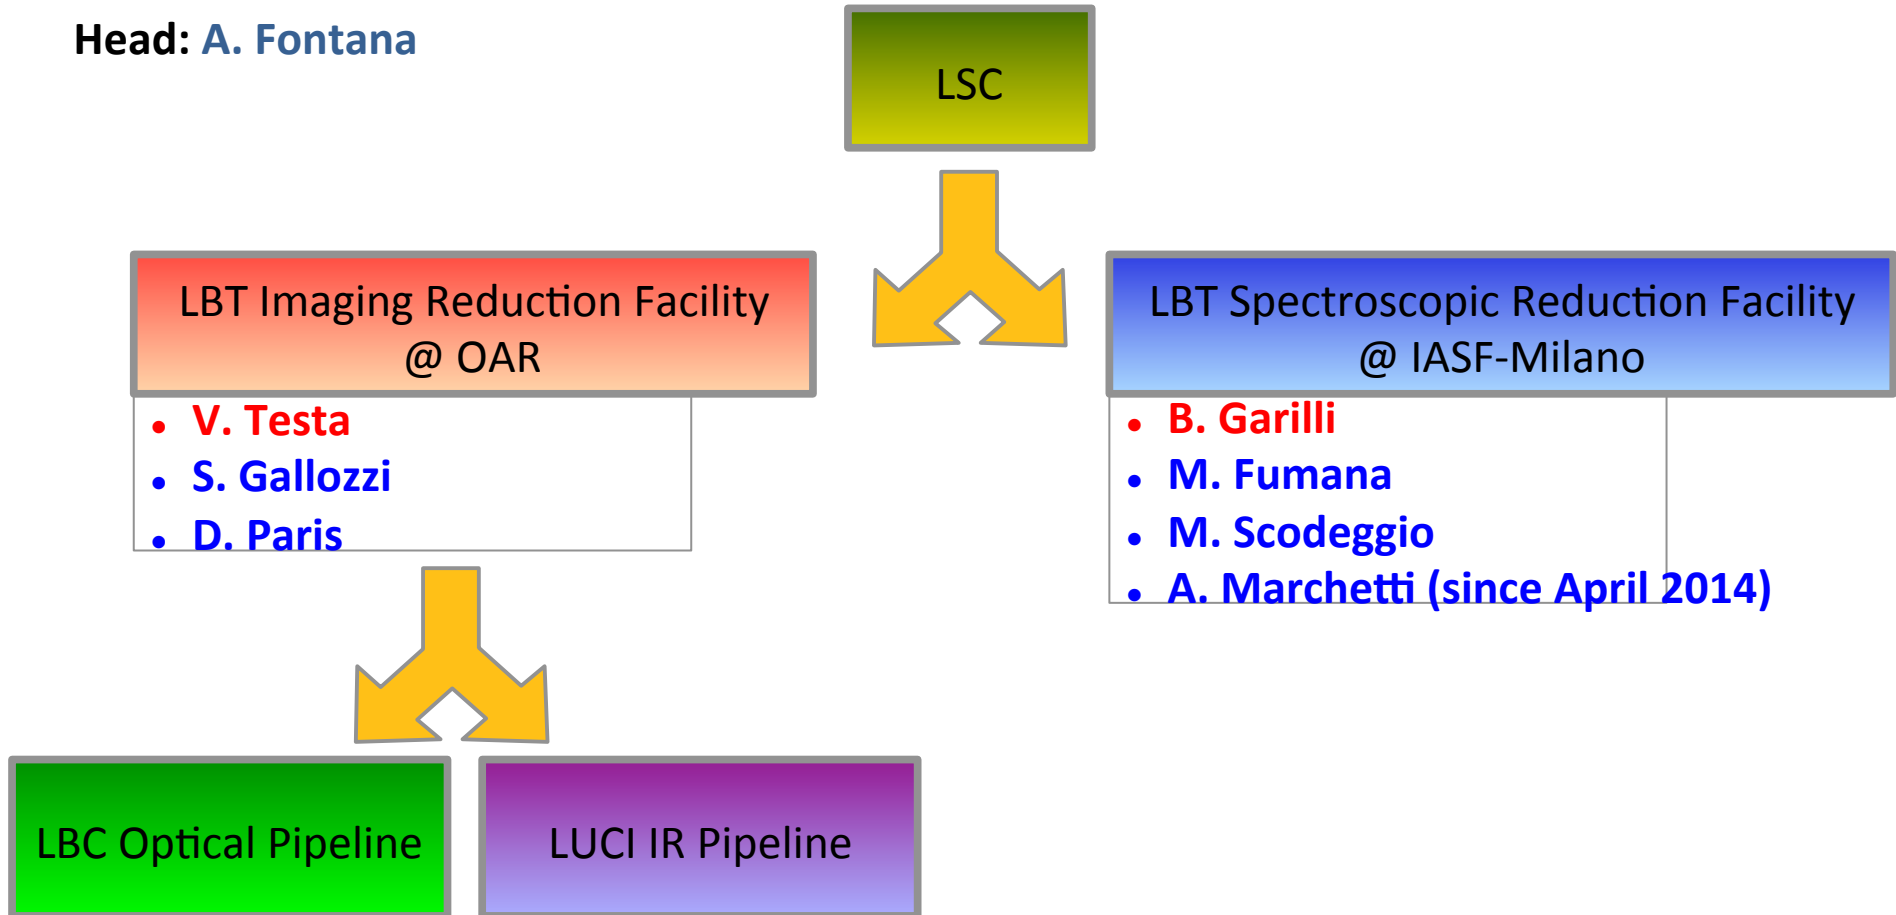 Head: A. Fontana
LSC
LBT Imaging Reduction Facility
@ OAR
• V. Testa
• S. Gallozzi
• D. Paris
LBT Spectroscopic Reduction Facility
@ IASF-Milano
• B. Garilli
• M. Fumana
• M. Scodeggio
• A. Marchetti (since April 2014)
LBC Optical Pipeline
LUCI IR Pipeline